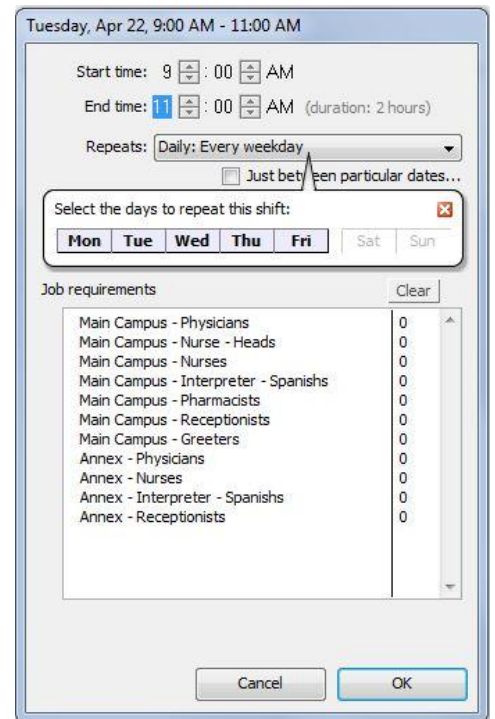 Tuesday, Apr 22, 9:00 AM - 11:00 AM
Start time: 9 : 00 AM
End time: 11 : 00 AM (duration: 2 hours)
Repeats: Daily: Every weekday
Just between particular dates...
Select the days to repeat this shift:
Mon Tue Wed Thu Fri Sat Sun
Job requirements Clear
Main Campus - Physicians 0
Main Campus - Nurse - Heads 0
Main Campus - Nurses 0
Main Campus - Interpreter - Spanishs 0
Main Campus - Pharmacists 0
Main Campus - Receptionists 0
Main Campus - Greeters 0
Annex - Physicians 0
Annex - Nurses 0
Annex - Interpreter - Spanishs 0
Annex - Receptionists 0
Cancel OK